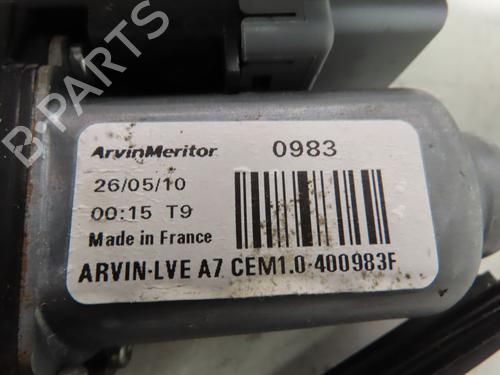 ArvinMeritor 0983
26/05/10
00:15 T9
Made in France
ARVIN-LVE A7 CEM1.0-400983F
B-PARTS